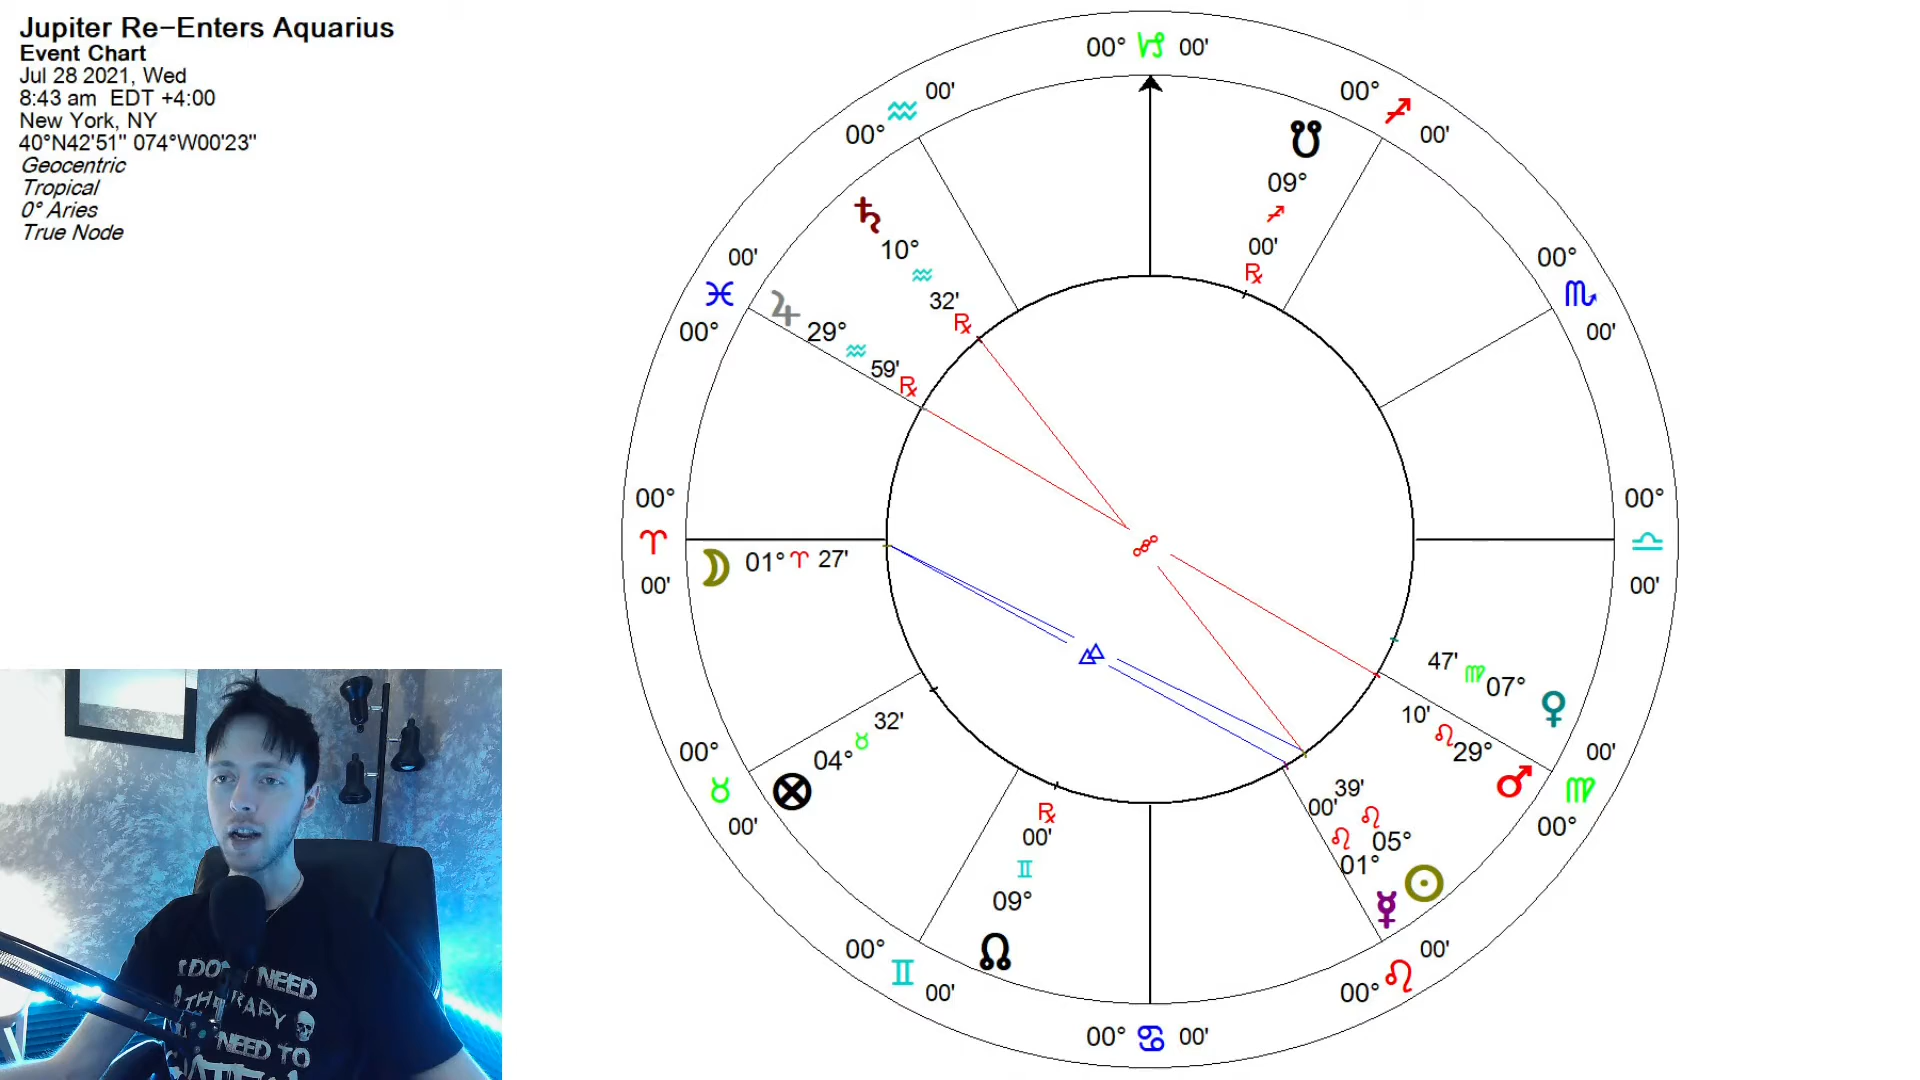 Jupiter Re-Enters Aquarius
Event Chart
Jul 28 2021, Wed
8:43 am EDT +4:00
New York, NY
40°N42'51" 074°W00'23"
Geocentric
Tropical
0° Aries
True Node
00° ♑ 00'
00° ♐ 00'
00° ♏ 00'
00° ♎ 00'
00° ♍ 00'
00° ♌ 00'
00° ♋ 00'
00° ♊ 00'
00° ♉ 00'
00° ♈ 00'
00° ♓ 00'
00° ♒ 00'
☋ 09° ♐ 00' ℞
♄ 10° ♒ 32' ℞
♃ 29° ♒ 59' ℞
☽ 01° ♈ 27'
⊗ 04° ♉ 32'
☊ 09° ♊ 00' ℞
☿ 01° ♌ 00'
☉ 05° ♌ 39'
♂ 29° ♌ 10'
♀ 07° ♍ 47'
NEED
NEED TO